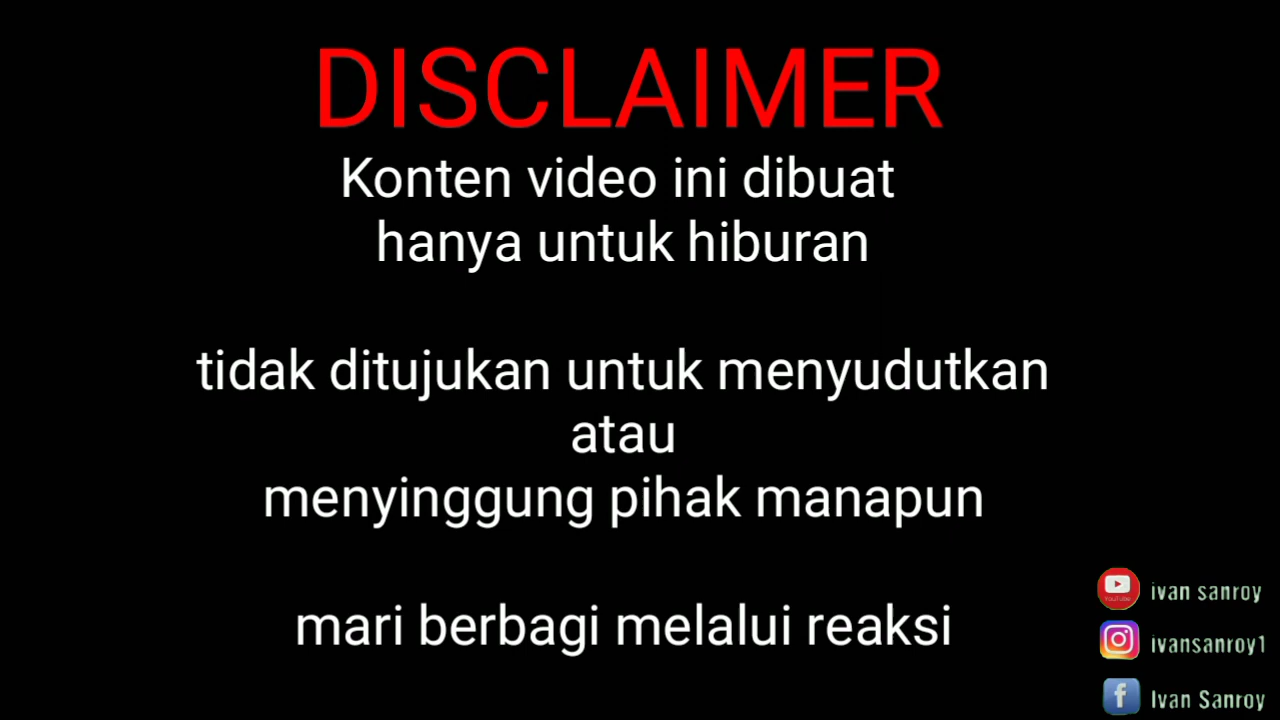 DISCLAIMER
Konten video ini dibuat
hanya untuk hiburan
tidak ditujukan untuk menyudutkan
atau
menyinggung pihak manapun
mari berbagi melalui reaksi
YouTube
ivan sanroy
ivansanroy1
f
Ivan Sanroy